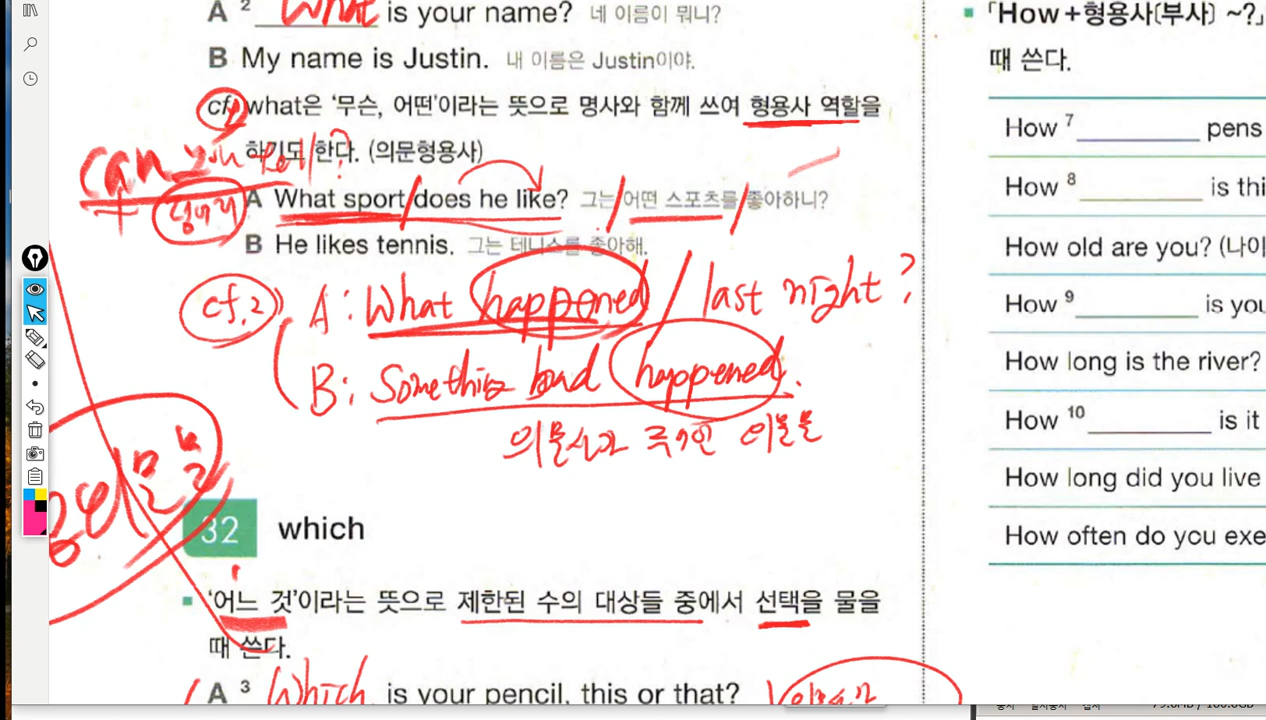 A 2 What is your name? 네 이름이 뭐니?
B My name is Justin. 내 이름은 Justin이야.
cf. what은 '무슨, 어떤'이라는 뜻으로 명사와 함께 쓰여 형용사 역할을
하기도 한다. (의문형용사)
can
A What sport/does he like? 그는/어떤 스포츠를/좋아하니?
B He likes tennis. 그는 테니스를 좋아해.
cf.2) A: What happened / last night?
B: Something bad happened.
의문사가 주어인 의문문
32 which
'어느 것'이라는 뜻으로 제한된 수의 대상들 중에서 선택을 물을
때 쓴다.
A 3 Which is your pencil, this or that?
「How+형용사(부사) ~?」
때 쓴다.
How 7 pens
How 8 is thi
How old are you? (나이
How 9 is you
How long is the river?
How 10 is it
How long did you live
How often do you exe